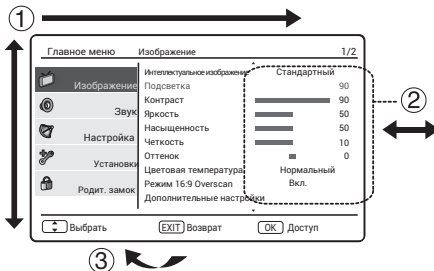 ①
Главное меню Изображение 1/2
Изображение
Звук
Настройка
Установки
Родит. замок
Интеллектуальное изображение Стандартный
Подсветка 90
Контраст 90
Яркость 50
Насыщенность 50
Четкость 10
Оттенок 0
Цветовая температура Нормальный
Режим 16:9 Overscan Вкл.
Дополнительные настройки
②
Выбрать EXIT Возврат OK Доступ
③